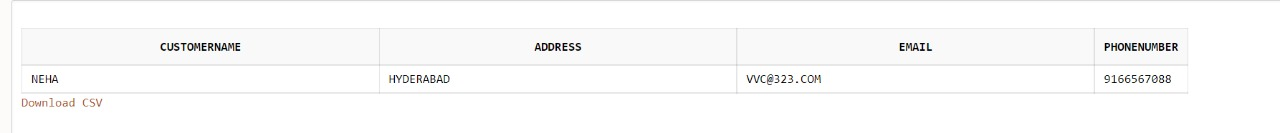 CUSTOMERNAME ADDRESS EMAIL PHONENUMBER
NEHA HYDERABAD VVC@323.COM 9166567088
Download CSV